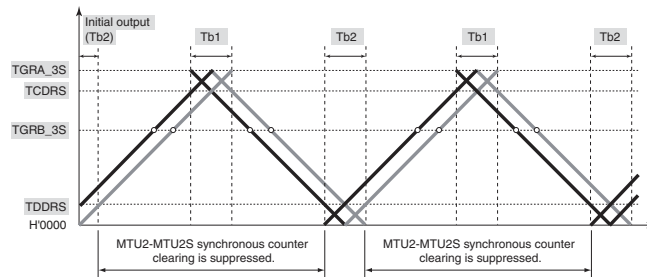 Initial output
(Tb2)
Tb1
Tb2
Tb1
Tb2
TGRA_3S
TCDRS
TGRB_3S
TDDRS
H'0000
MTU2-MTU2S synchronous counter
clearing is suppressed.
MTU2-MTU2S synchronous counter
clearing is suppressed.